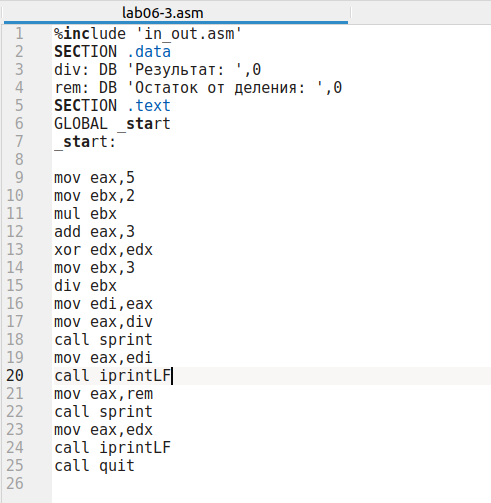 lab06-3.asm
1 %include 'in_out.asm'
2 SECTION .data
3 div: DB 'Результат: ',0
4 rem: DB 'Остаток от деления: ',0
5 SECTION .text
6 GLOBAL _start
7 _start:
8
9 mov eax,5
10 mov ebx,2
11 mul ebx
12 add eax,3
13 xor edx,edx
14 mov ebx,3
15 div ebx
16 mov edi,eax
17 mov eax,div
18 call sprint
19 mov eax,edi
20 call iprintLF
21 mov eax,rem
22 call sprint
23 mov eax,edx
24 call iprintLF
25 call quit
26